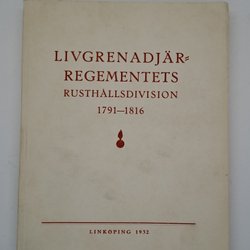 LIVGRENADJÄR=
REGEMENTETS
RUSTHÅLLSDIVISION
1791—1816
LINKÖPING 1932